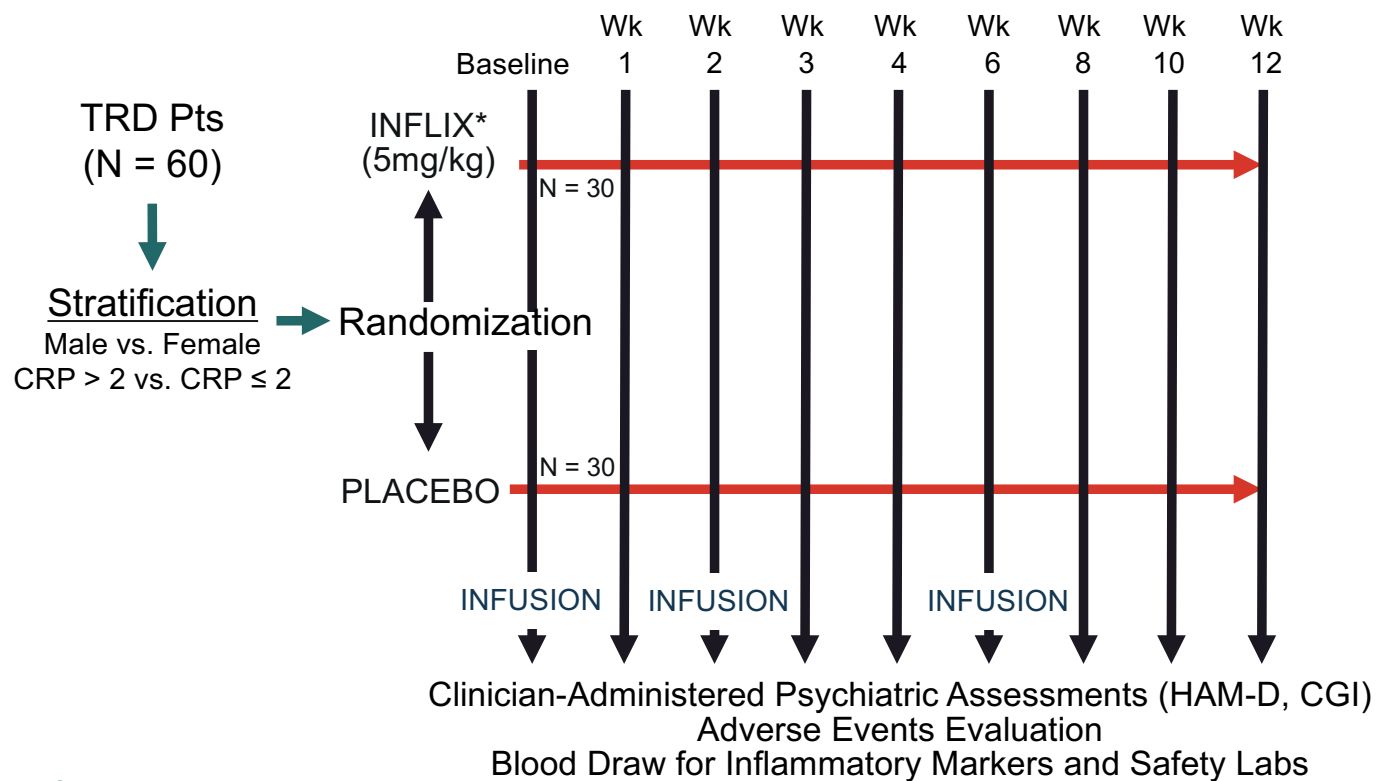 Wk Wk Wk Wk Wk Wk Wk Wk
Baseline 1 2 3 4 6 8 10 12
TRD Pts
(N = 60)
INFLIX*
(5mg/kg)
N = 30
Stratification
Male vs. Female
CRP > 2 vs. CRP ≤ 2
Randomization
N = 30
PLACEBO
INFUSION INFUSION INFUSION
Clinician-Administered Psychiatric Assessments (HAM-D, CGI)
Adverse Events Evaluation
Blood Draw for Inflammatory Markers and Safety Labs